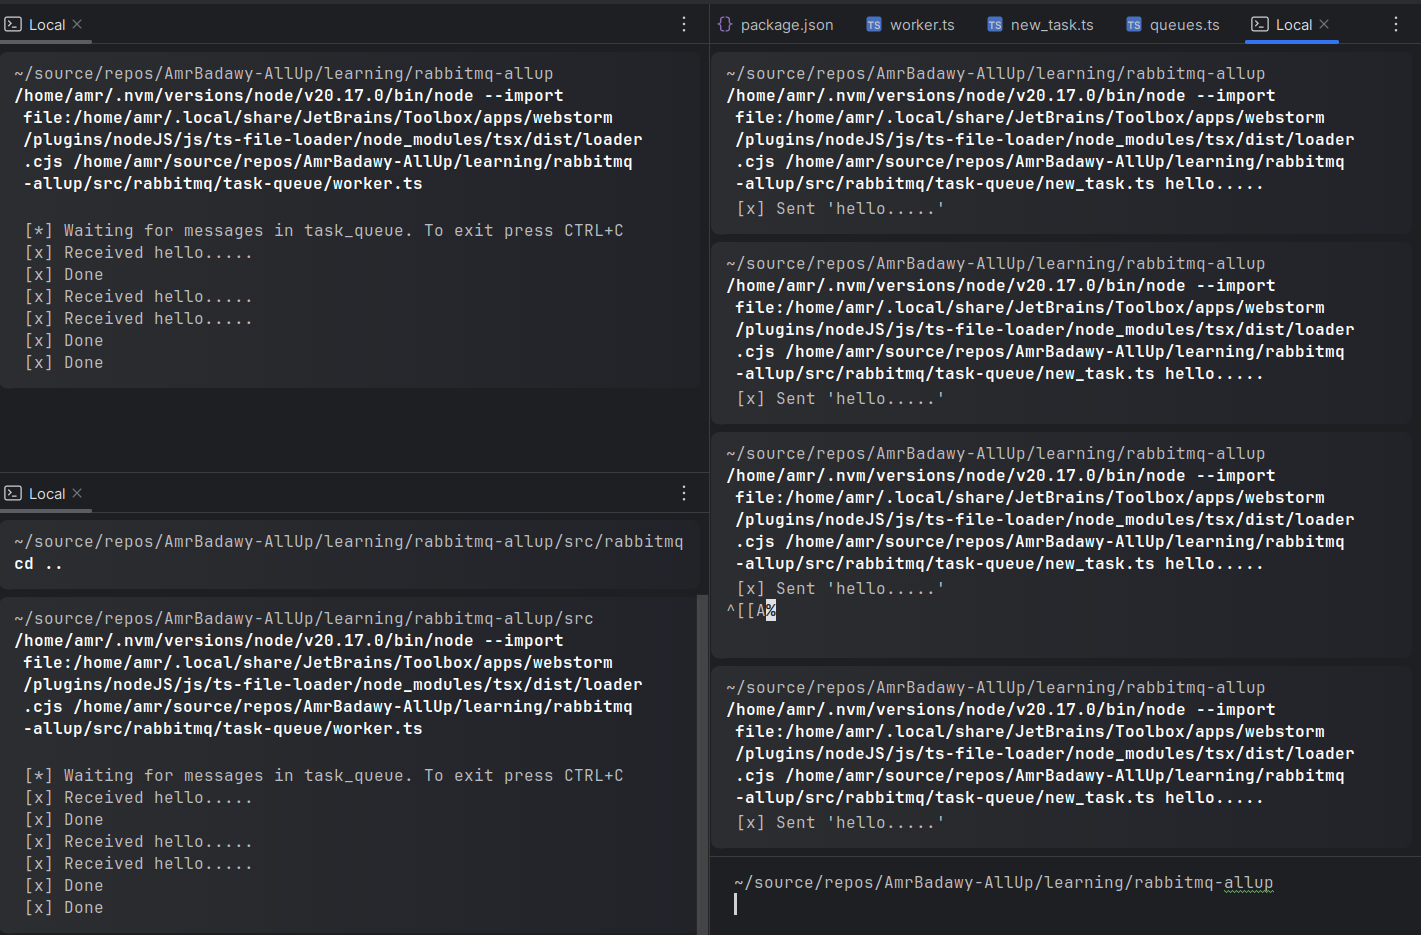 Local
~/source/repos/AmrBadawy-AllUp/learning/rabbitmq-allup
/home/amr/.nvm/versions/node/v20.17.0/bin/node --import
file:/home/amr/.local/share/JetBrains/Toolbox/apps/webstorm
/plugins/nodeJS/js/ts-file-loader/node_modules/tsx/dist/loader
.cjs /home/amr/source/repos/AmrBadawy-AllUp/learning/rabbitmq
-allup/src/rabbitmq/task-queue/worker.ts
[*] Waiting for messages in task_queue. To exit press CTRL+C
[x] Received hello.....
[x] Done
[x] Received hello.....
[x] Received hello.....
[x] Done
[x] Done
Local
~/source/repos/AmrBadawy-AllUp/learning/rabbitmq-allup/src/rabbitmq
cd ..
~/source/repos/AmrBadawy-AllUp/learning/rabbitmq-allup/src
/home/amr/.nvm/versions/node/v20.17.0/bin/node --import
file:/home/amr/.local/share/JetBrains/Toolbox/apps/webstorm
/plugins/nodeJS/js/ts-file-loader/node_modules/tsx/dist/loader
.cjs /home/amr/source/repos/AmrBadawy-AllUp/learning/rabbitmq
-allup/src/rabbitmq/task-queue/worker.ts
[*] Waiting for messages in task_queue. To exit press CTRL+C
[x] Received hello.....
[x] Done
[x] Received hello.....
[x] Received hello.....
[x] Done
[x] Done
{} package.json TS worker.ts TS new_task.ts TS queues.ts Local
~/source/repos/AmrBadawy-AllUp/learning/rabbitmq-allup
/home/amr/.nvm/versions/node/v20.17.0/bin/node --import
file:/home/amr/.local/share/JetBrains/Toolbox/apps/webstorm
/plugins/nodeJS/js/ts-file-loader/node_modules/tsx/dist/loader
.cjs /home/amr/source/repos/AmrBadawy-AllUp/learning/rabbitmq
-allup/src/rabbitmq/task-queue/new_task.ts hello.....
[x] Sent 'hello.....'
~/source/repos/AmrBadawy-AllUp/learning/rabbitmq-allup
/home/amr/.nvm/versions/node/v20.17.0/bin/node --import
file:/home/amr/.local/share/JetBrains/Toolbox/apps/webstorm
/plugins/nodeJS/js/ts-file-loader/node_modules/tsx/dist/loader
.cjs /home/amr/source/repos/AmrBadawy-AllUp/learning/rabbitmq
-allup/src/rabbitmq/task-queue/new_task.ts hello.....
[x] Sent 'hello.....'
~/source/repos/AmrBadawy-AllUp/learning/rabbitmq-allup
/home/amr/.nvm/versions/node/v20.17.0/bin/node --import
file:/home/amr/.local/share/JetBrains/Toolbox/apps/webstorm
/plugins/nodeJS/js/ts-file-loader/node_modules/tsx/dist/loader
.cjs /home/amr/source/repos/AmrBadawy-AllUp/learning/rabbitmq
-allup/src/rabbitmq/task-queue/new_task.ts hello.....
[x] Sent 'hello.....'
^[[A%
~/source/repos/AmrBadawy-AllUp/learning/rabbitmq-allup
/home/amr/.nvm/versions/node/v20.17.0/bin/node --import
file:/home/amr/.local/share/JetBrains/Toolbox/apps/webstorm
/plugins/nodeJS/js/ts-file-loader/node_modules/tsx/dist/loader
.cjs /home/amr/source/repos/AmrBadawy-AllUp/learning/rabbitmq
-allup/src/rabbitmq/task-queue/new_task.ts hello.....
[x] Sent 'hello.....'
~/source/repos/AmrBadawy-AllUp/learning/rabbitmq-allup